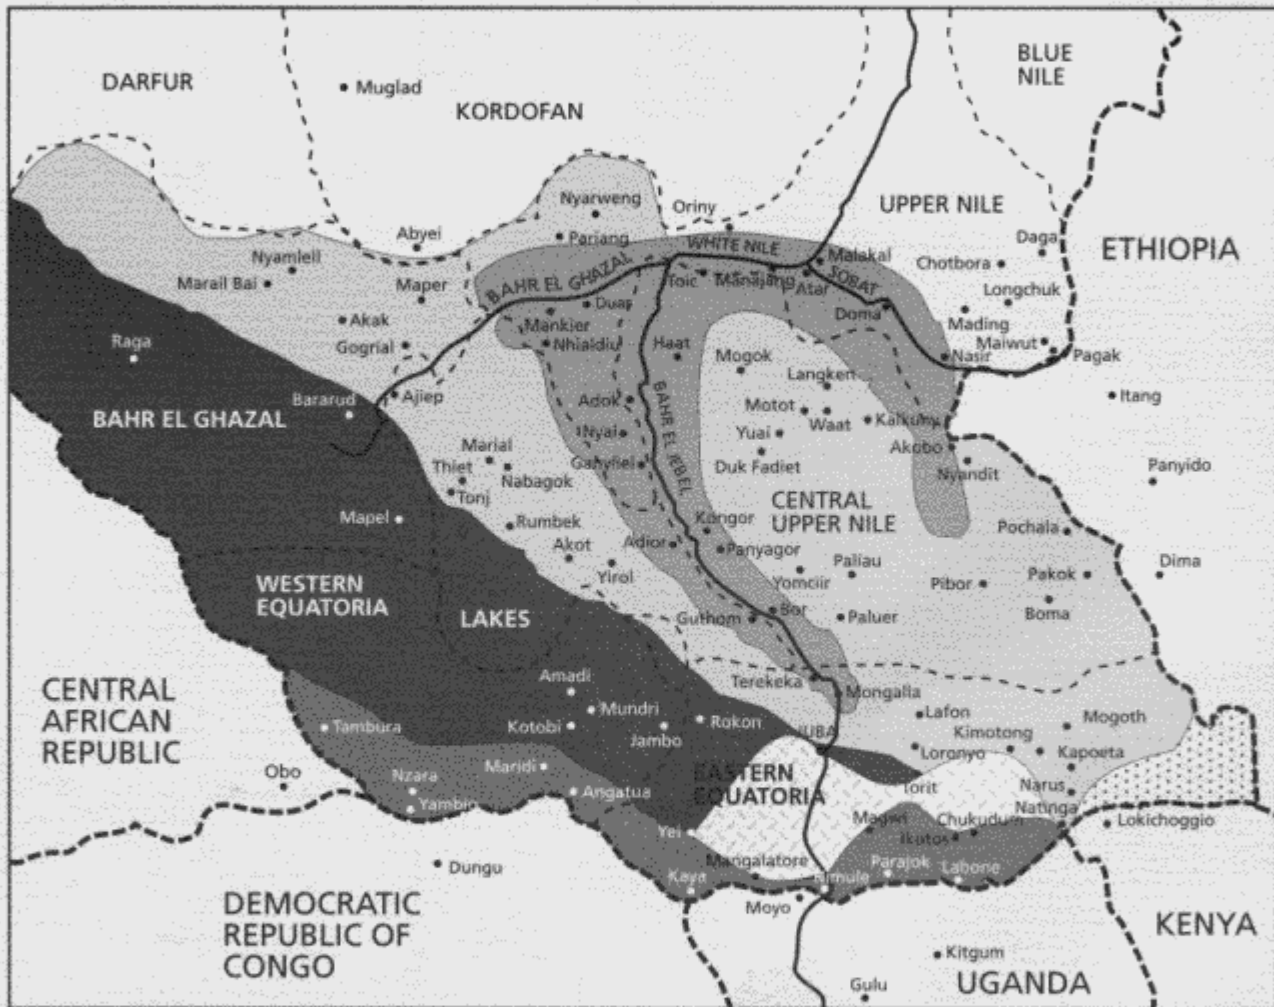 BLUE
NILE
DARFUR
Muglad
KORDOFAN
Nyarweng
Oriny
UPPER NILE
Abyei
Pariang
WHITE NILE
Malakal
Daga
ETHIOPIA
Nyamlell
BAHR EL GHAZAL
Chotbora
Marail Bai
Maper
Toic
Manajang
Atar
SOBAT
Longchuk
Duar
Doma
Akak
Mankier
Mading
Raga
Gogrial
Nhialdiu
Haat
Mogok
Maiwut
Nasir
Pagak
Langken
Bararud
Ajiep
Adok
BAHR EL JEBEL
Itang
BAHR EL GHAZAL
Motot
Waat
Kaikuny
Nyai
Yuai
Marial
Akobo
Thiet
Nabagok
Ganyliel
Duk Fadiet
Nyandit
Panyido
Tonj
CENTRAL
UPPER NILE
Mapel
Rumbek
Kongor
Pochala
Akot
Adior
Panyagor
Paliau
Dima
WESTERN
EQUATORIA
Yirol
Yomciir
Pibor
Pakok
Boma
LAKES
Guthom
Bor
Paluer
CENTRAL
AFRICAN
REPUBLIC
Amadi
Terekeka
Mongalla
Tambura
Mundri
Rokon
Lafon
Mogoth
Kotobi
Jambo
JUBA
Kimotong
Loronyo
Kapoeta
Obo
Maridi
EASTERN
EQUATORIA
Nzara
Angatua
Torit
Narus
Yambio
Magwi
Chukudum
Natinga
Lokichoggio
Yei
Ikotos
Dungu
Mangalatore
Parajok
Labone
Kaya
Nimule
Moyo
DEMOCRATIC
REPUBLIC OF
CONGO
KENYA
Kitgum
Gulu
UGANDA